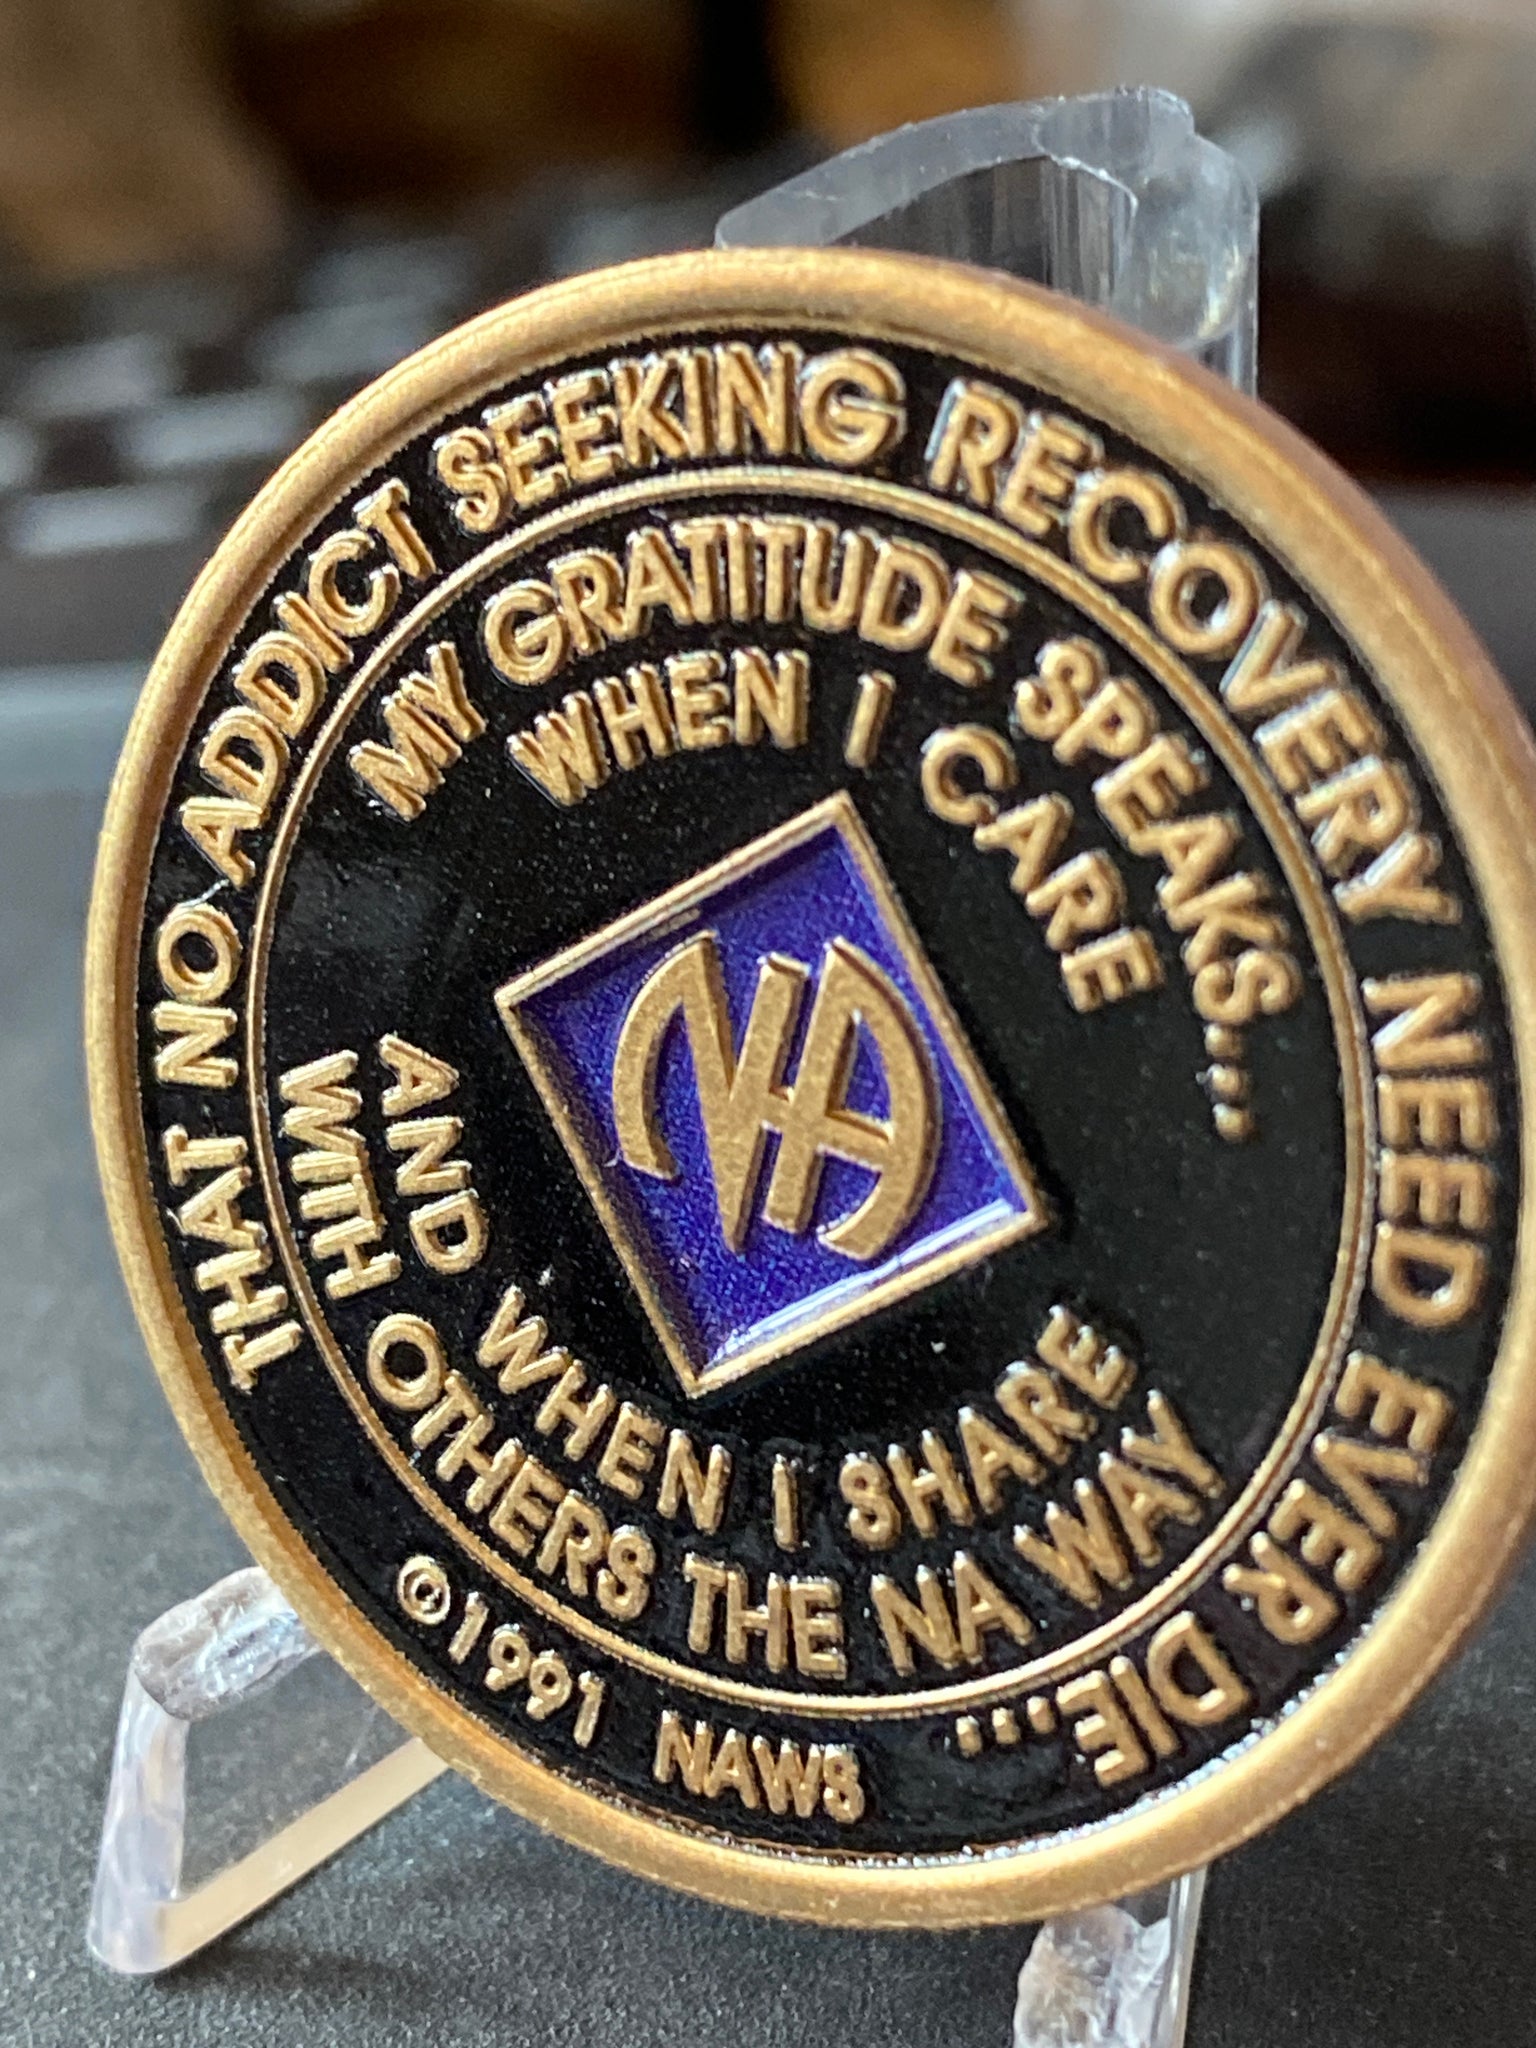 THAT NO ADDICT SEEKING RECOVERY NEED EVER DIE...
MY GRATITUDE SPEAKS....
WHEN I CARE
NA
AND WHEN I SHARE
WITH OTHERS THE NA WAY
©1991 NAWS